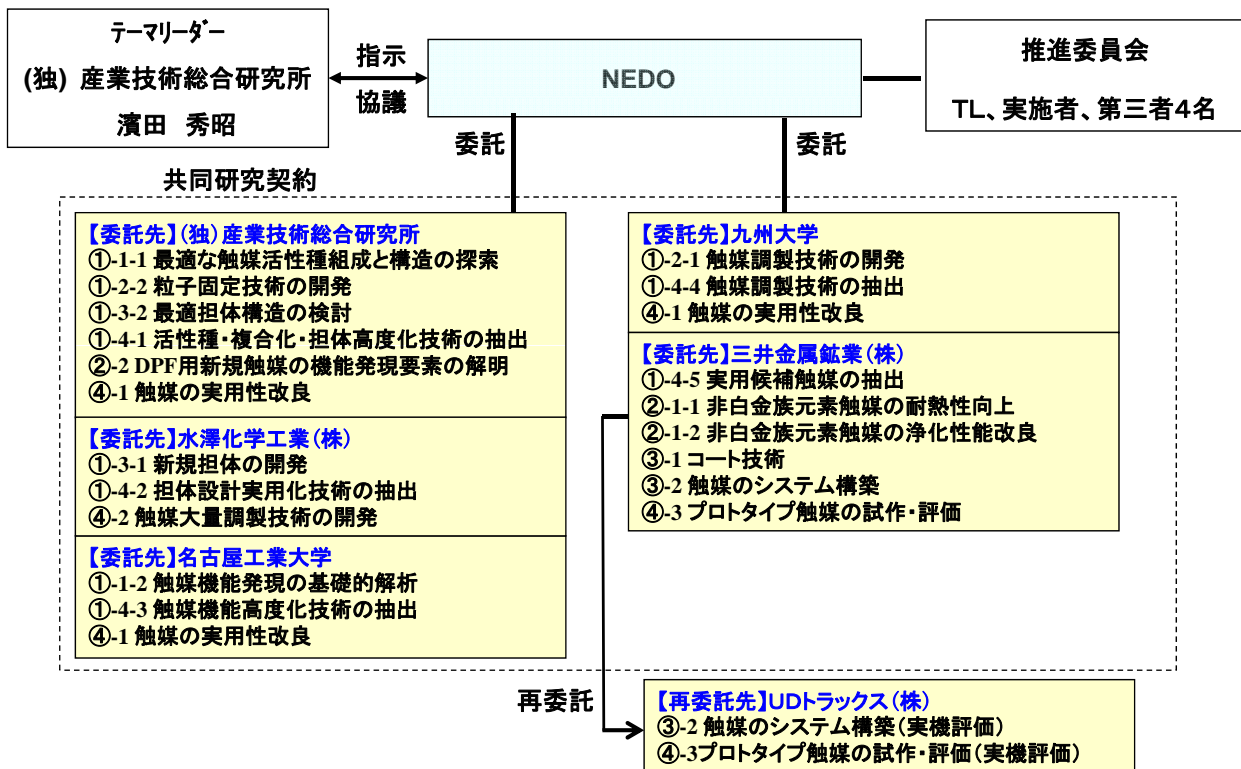 テーマリーダー
(独) 産業技術総合研究所
濱田 秀昭
指示
協議
NEDO
推進委員会
TL、実施者、第三者4名
委託
委託
共同研究契約
【委託先】(独)産業技術総合研究所
①-1-1 最適な触媒活性種組成と構造の探索
①-2-2 粒子固定技術の開発
①-3-2 最適担体構造の検討
①-4-1 活性種・複合化・担体高度化技術の抽出
②-2 DPF用新規触媒の機能発現要素の解明
④-1 触媒の実用性改良
【委託先】水澤化学工業(株)
①-3-1 新規担体の開発
①-4-2 担体設計実用化技術の抽出
④-2 触媒大量調製技術の開発
【委託先】名古屋工業大学
①-1-2 触媒機能発現の基礎的解析
①-4-3 触媒機能高度化技術の抽出
④-1 触媒の実用性改良
【委託先】九州大学
①-2-1 触媒調製技術の開発
①-4-4 触媒調製技術の抽出
④-1 触媒の実用性改良
【委託先】三井金属鉱業(株)
①-4-5 実用候補触媒の抽出
②-1-1 非白金族元素触媒の耐熱性向上
②-1-2 非白金族元素触媒の浄化性能改良
③-1 コート技術
③-2 触媒のシステム構築
④-3 プロトタイプ触媒の試作・評価
再委託
【再委託先】UDトラックス(株)
③-2 触媒のシステム構築(実機評価)
④-3プロトタイプ触媒の試作・評価(実機評価)